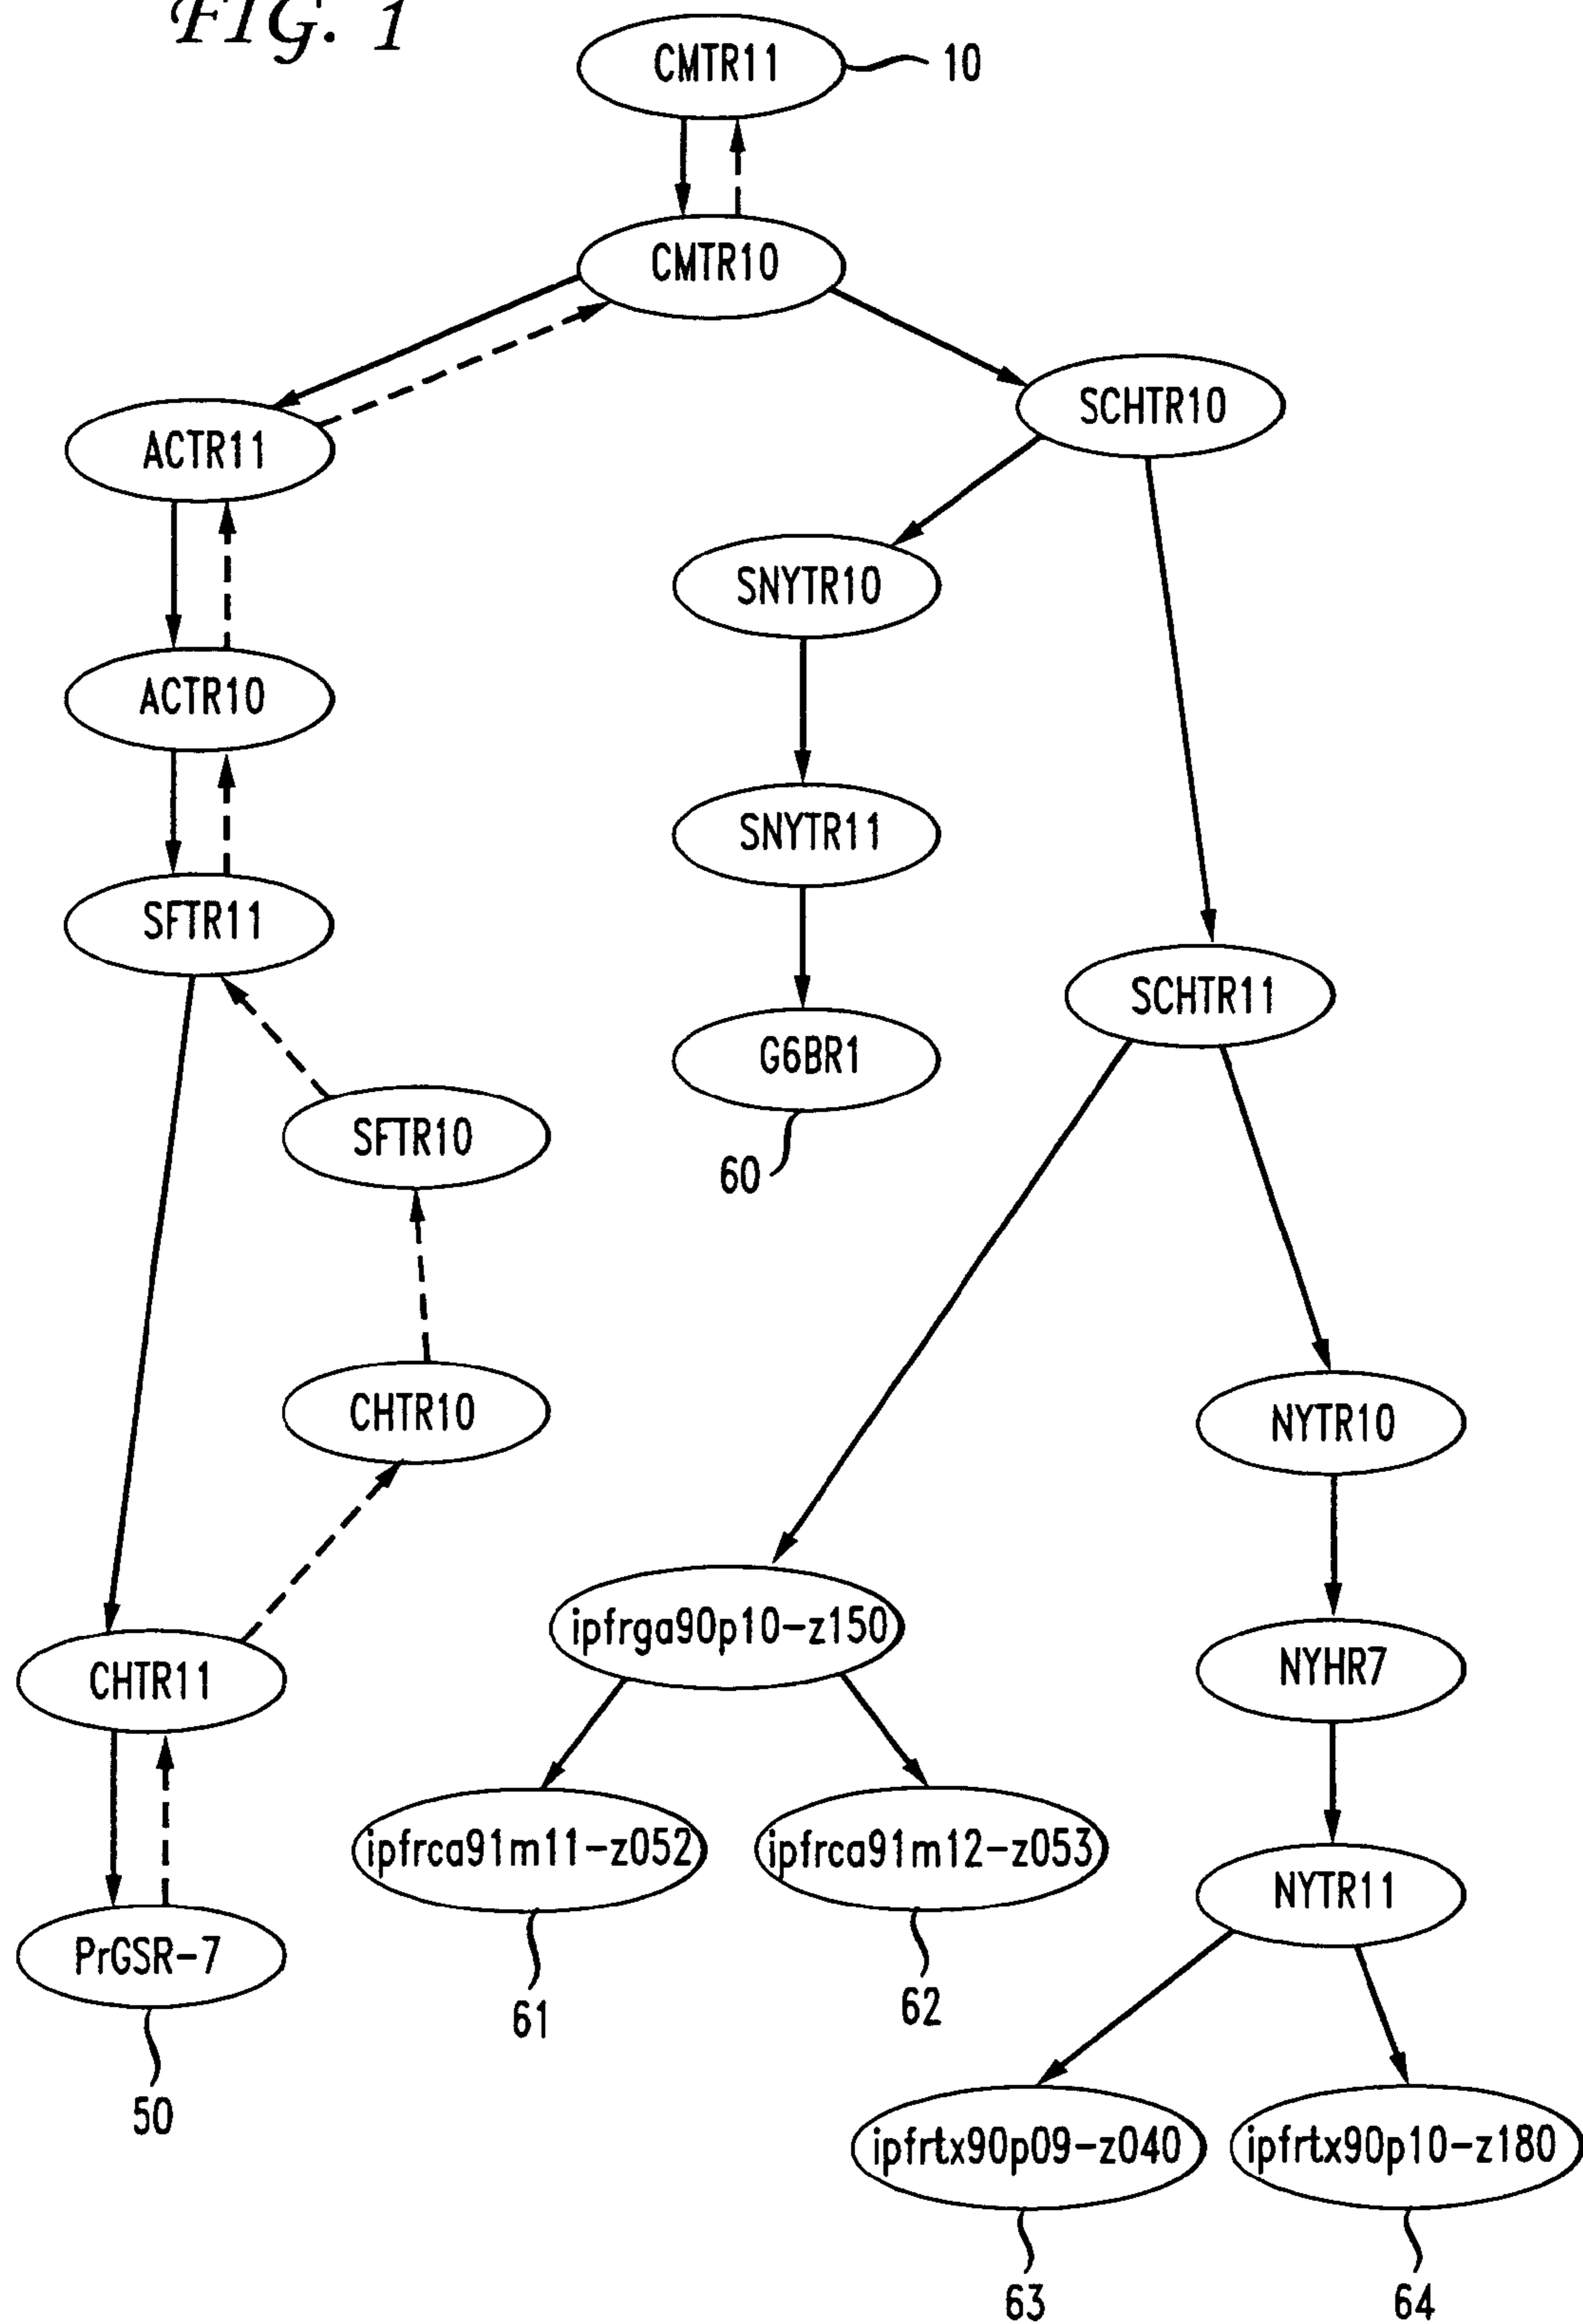 FIG. 1
CMTR11
10
CMTR10
SCHTR10
ACTR11
SNYTR10
ACTR10
SNYTR11
SFTR11
SCHTR11
G6BR1
SFTR10
60
CHTR10
NYTR10
ipfrga90p10-z150
NYHR7
CHTR11
ipfrca91m11-z052
ipfrca91m12-z053
NYTR11
PrGSR-7
61
62
50
ipfrtx90p09-z040
ipfrtx90p10-z180
63
64